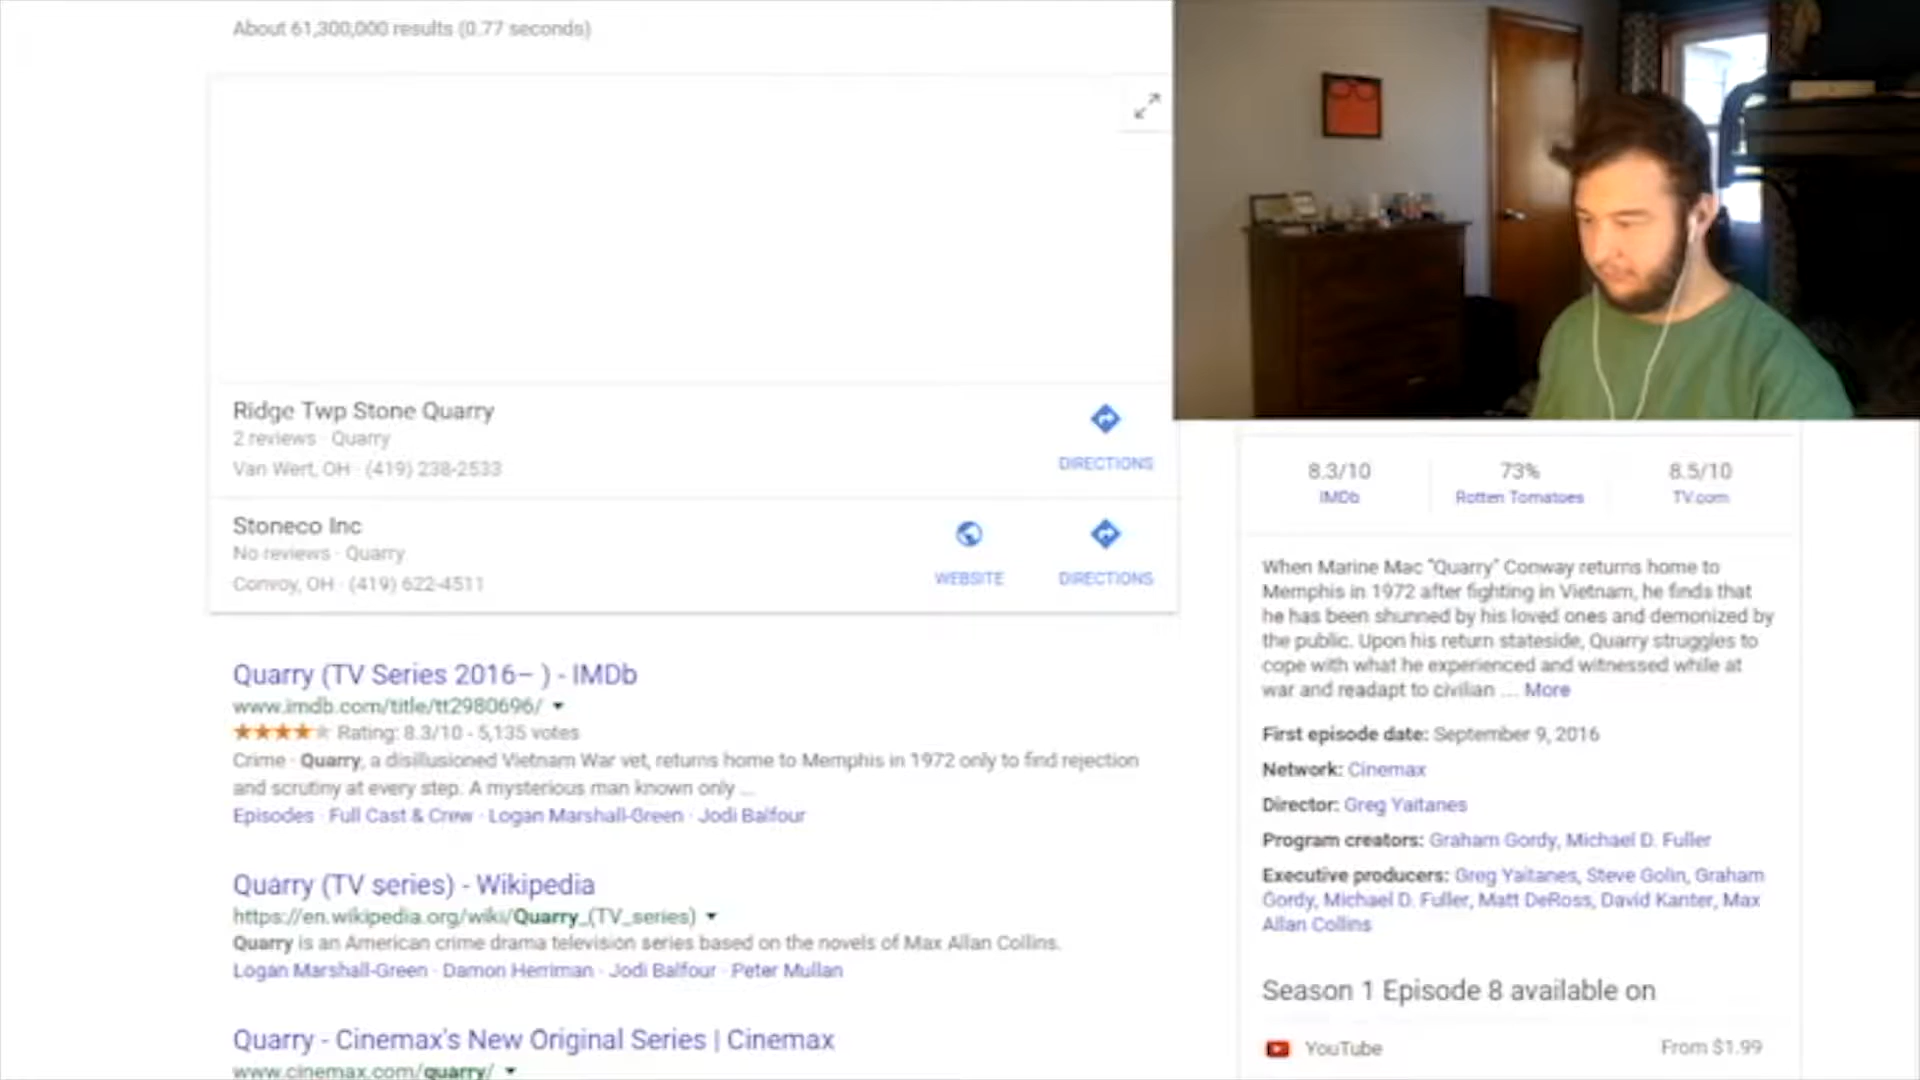 About 61,300,000 results (0.77 seconds)
Ridge Twp Stone Quarry
2 reviews · Quarry
Van Wert, OH · (419) 238-2533
DIRECTIONS
Stoneco Inc
No reviews · Quarry
Convoy, OH · (419) 622-4511
WEBSITE
DIRECTIONS
Quarry (TV Series 2016– ) - IMDb
www.imdb.com/title/tt2980696/
Rating: 8.3/10 - 5,135 votes
Crime · Quarry, a disillusioned Vietnam War vet, returns home to Memphis in 1972 only to find rejection
and scrutiny at every step. A mysterious man known only ...
Episodes · Full Cast & Crew · Logan Marshall-Green · Jodi Balfour
Quarry (TV series) - Wikipedia
https://en.wikipedia.org/wiki/Quarry_(TV_series)
Quarry is an American crime drama television series based on the novels of Max Allan Collins.
Logan Marshall-Green · Damon Herriman · Jodi Balfour · Peter Mullan
Quarry - Cinemax's New Original Series | Cinemax
www.cinemax.com/quarry/
8.3/10
IMDb
73%
Rotten Tomatoes
8.5/10
TV.com
When Marine Mac "Quarry" Conway returns home to
Memphis in 1972 after fighting in Vietnam, he finds that
he has been shunned by his loved ones and demonized by
the public. Upon his return stateside, Quarry struggles to
cope with what he experienced and witnessed while at
war and readapt to civilian ... More
First episode date: September 9, 2016
Network: Cinemax
Director: Greg Yaitanes
Program creators: Graham Gordy, Michael D. Fuller
Executive producers: Greg Yaitanes, Steve Golin, Graham
Gordy, Michael D. Fuller, Matt DeRoss, David Kanter, Max
Allan Collins
Season 1 Episode 8 available on
YouTube
From $1.99